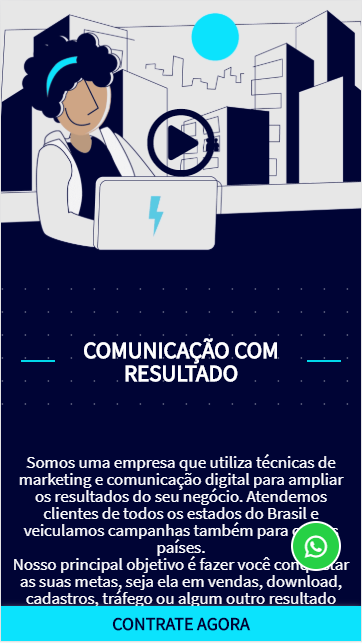 COMUNICAÇÃO COM
RESULTADO
Somos uma empresa que utiliza técnicas de
marketing e comunicação digital para ampliar
os resultados do seu negócio. Atendemos
clientes de todos os estados do Brasil e
veiculamos campanhas também para
países.
Nosso principal objetivo é fazer você
as suas metas, seja ela em vendas, download,
cadastros, tráfego ou algum outro resultado
CONTRATE AGORA